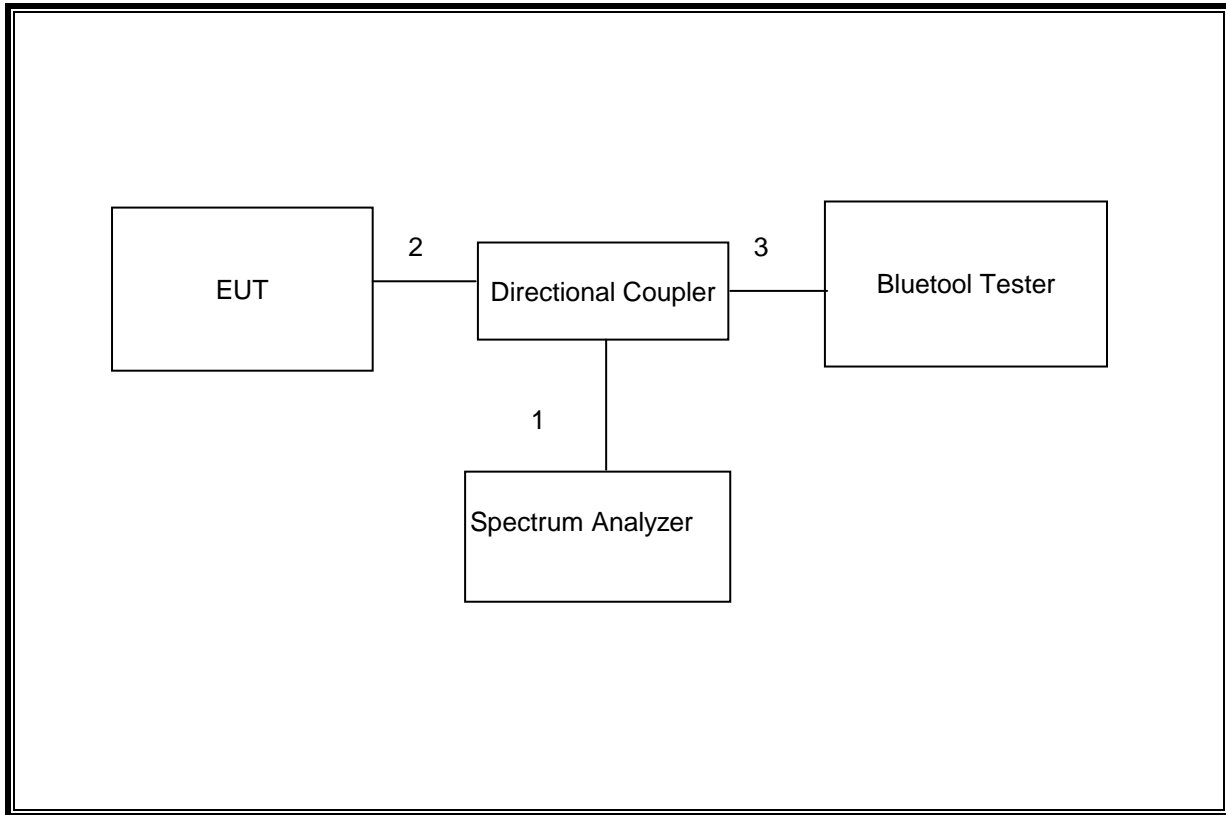 2
3
EUT
Directional Coupler
Bluetool Tester
1
Spectrum Analyzer